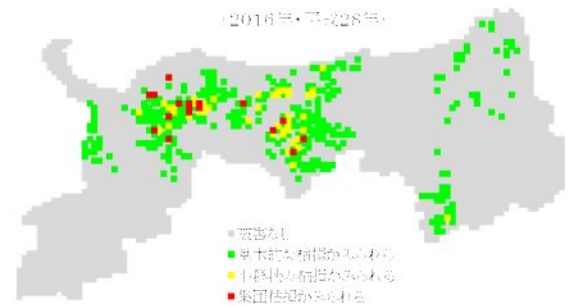 (2016年・平成28年)
被害なし
単木的な枯損がみられる
小規模な枯損がみられる
集団枯損がみられる